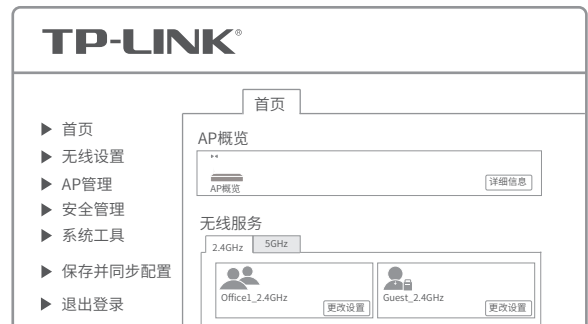 TP-LINK®
首页
首页
无线设置
AP管理
安全管理
系统工具
保存并同步配置
退出登录
AP概览
AP概览
详细信息
无线服务
2.4GHz
5GHz
Office1_2.4GHz
更改设置
Guest_2.4GHz
更改设置